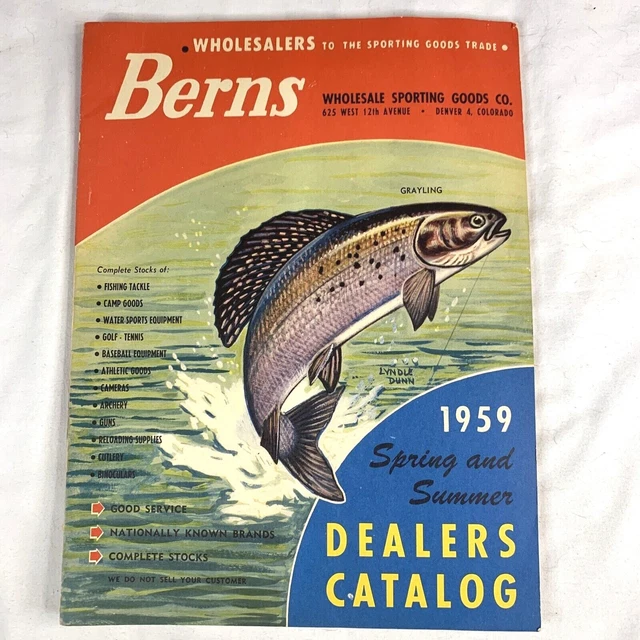 • WHOLESALERS TO THE SPORTING GOODS TRADE •
Berns
WHOLESALE SPORTING GOODS CO.
625 WEST 12th AVENUE • DENVER 4, COLORADO
GRAYLING
Complete Stocks of:
• FISHING TACKLE
• CAMP GOODS
• WATER SPORTS EQUIPMENT
• GOLF - TENNIS
• BASEBALL EQUIPMENT
• ATHLETIC GOODS
• CAMERAS
• ARCHERY
• GUNS
• RELOADING SUPPLIES
• CUTLERY
• BINOCULARS
LYNDLE
DUNN
GOOD SERVICE
NATIONALLY KNOWN BRANDS
COMPLETE STOCKS
WE DO NOT SELL YOUR CUSTOMER
1959
Spring and
Summer
DEALERS
CATALOG